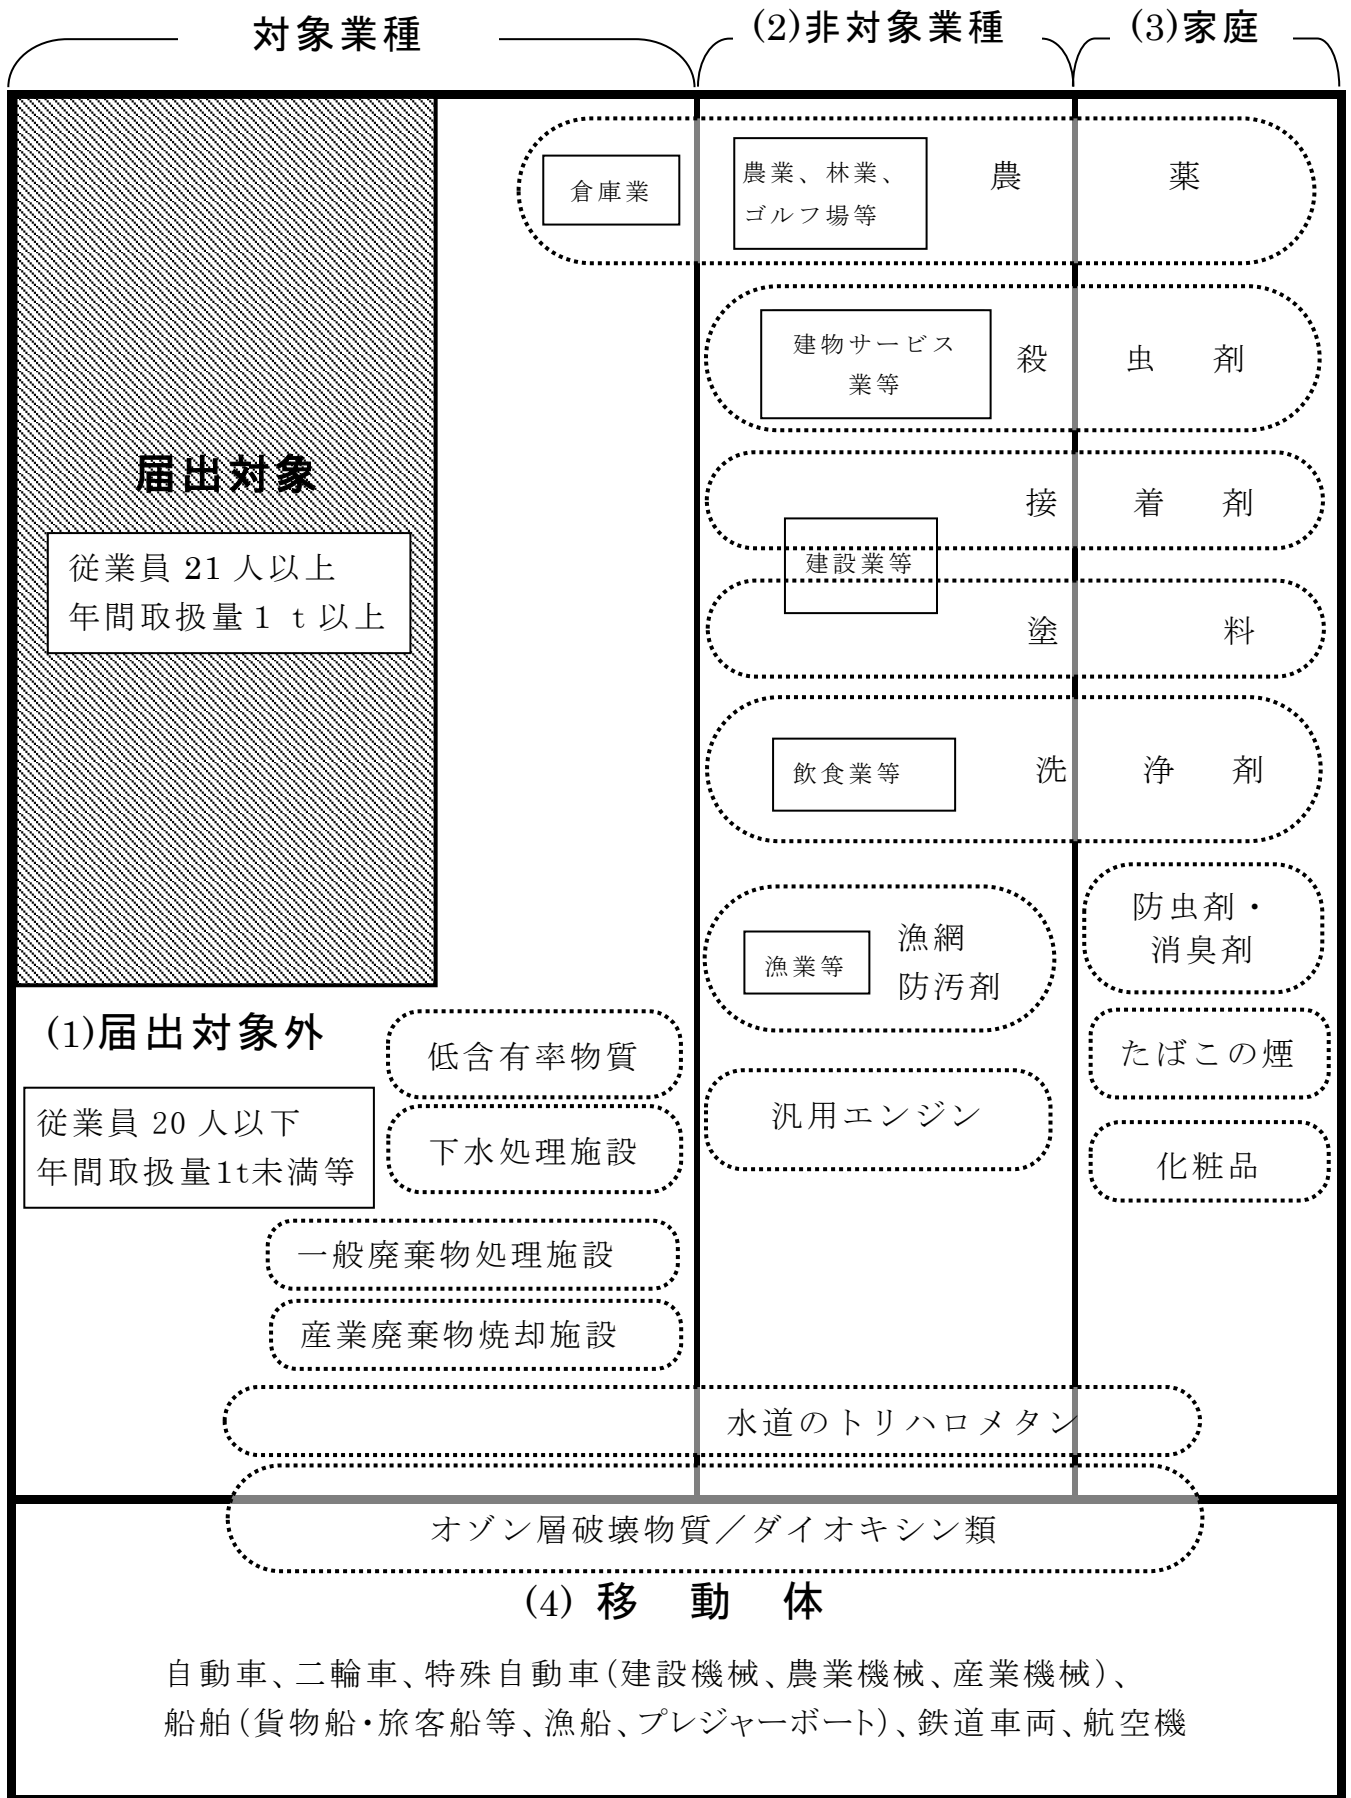 対象業種
(2)非対象業種
(3)家庭
倉庫業
農業、林業、
ゴルフ場等
農薬
建物サービス
業等
殺虫剤
届出対象
従業員 21 人以上
年間取扱量１ｔ以上
接着剤
建設業等
塗料
飲食業等
洗浄剤
漁業等
漁網
防汚剤
防虫剤・
消臭剤
(1)届出対象外
従業員 20 人以下
年間取扱量1t未満等
低含有率物質
汎用エンジン
たばこの煙
下水処理施設
化粧品
一般廃棄物処理施設
産業廃棄物焼却施設
水道のトリハロメタン
オゾン層破壊物質／ダイオキシン類
(4) 移動体
自動車、二輪車、特殊自動車(建設機械、農業機械、産業機械)、
船舶(貨物船・旅客船等、漁船、プレジャーボート)、鉄道車両、航空機